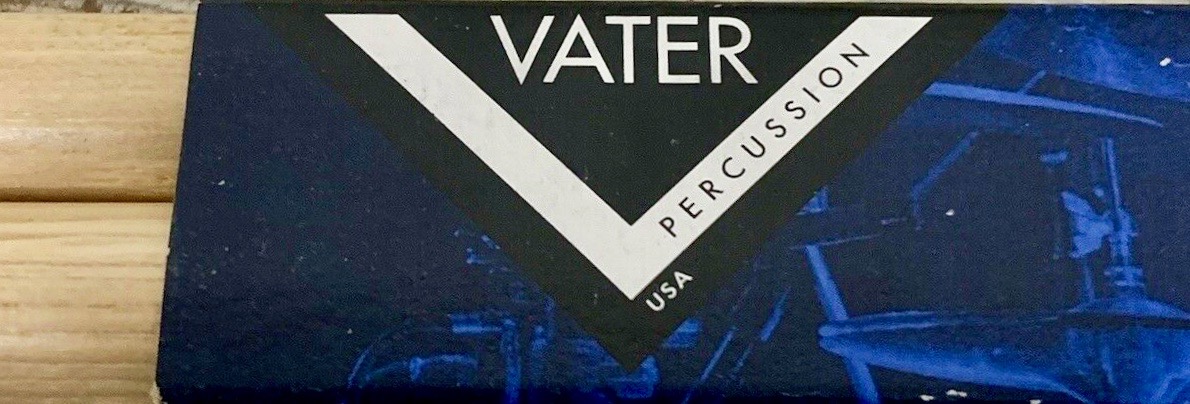 VATER
PERCUSSION
USA